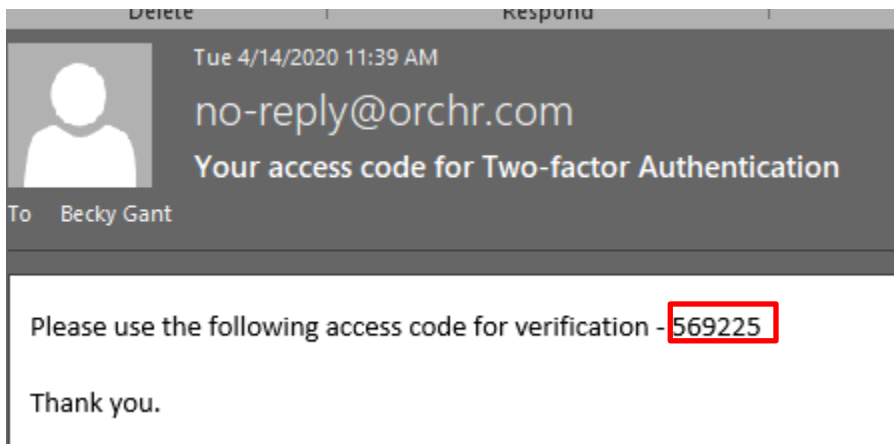 Delete Respond
Tue 4/14/2020 11:39 AM
no-reply@orchr.com
Your access code for Two-factor Authentication
To Becky Gant
Please use the following access code for verification - 569225
Thank you.